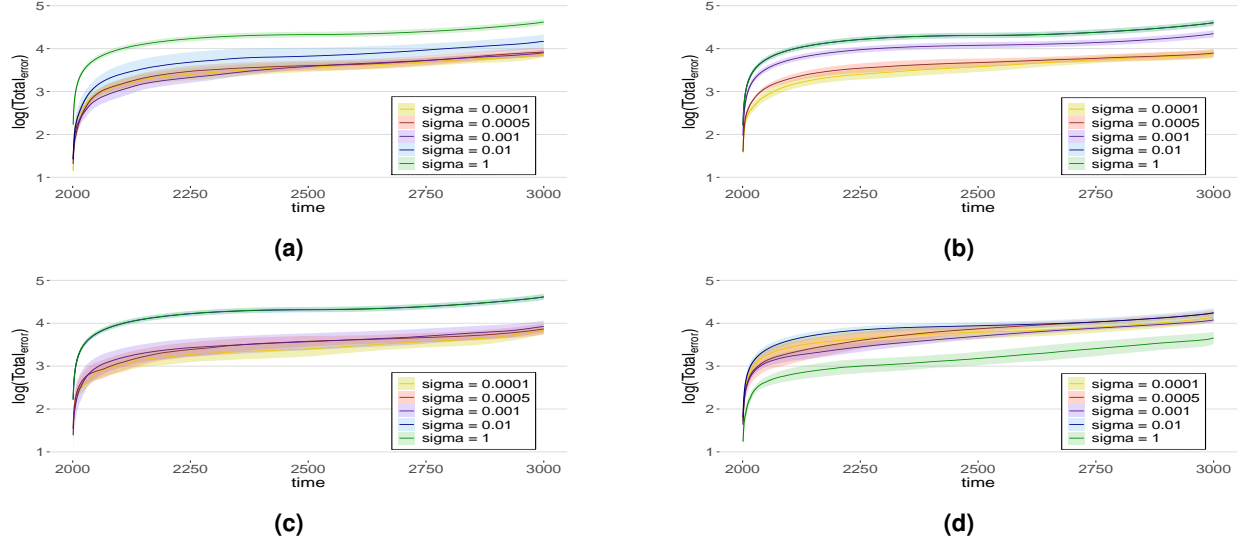 5
4
3
2
1
log(Total_error)
sigma = 0.0001
sigma = 0.0005
sigma = 0.001
sigma = 0.01
sigma = 1
2000 2250 2500 2750 3000
time
(a)
5
4
3
2
1
log(Total_error)
sigma = 0.0001
sigma = 0.0005
sigma = 0.001
sigma = 0.01
sigma = 1
2000 2250 2500 2750 3000
time
(b)
5
4
3
2
1
log(Total_error)
sigma = 0.0001
sigma = 0.0005
sigma = 0.001
sigma = 0.01
sigma = 1
2000 2250 2500 2750 3000
time
(c)
5
4
3
2
1
log(Total_error)
sigma = 0.0001
sigma = 0.0005
sigma = 0.001
sigma = 0.01
sigma = 1
2000 2250 2500 2750 3000
time
(d)